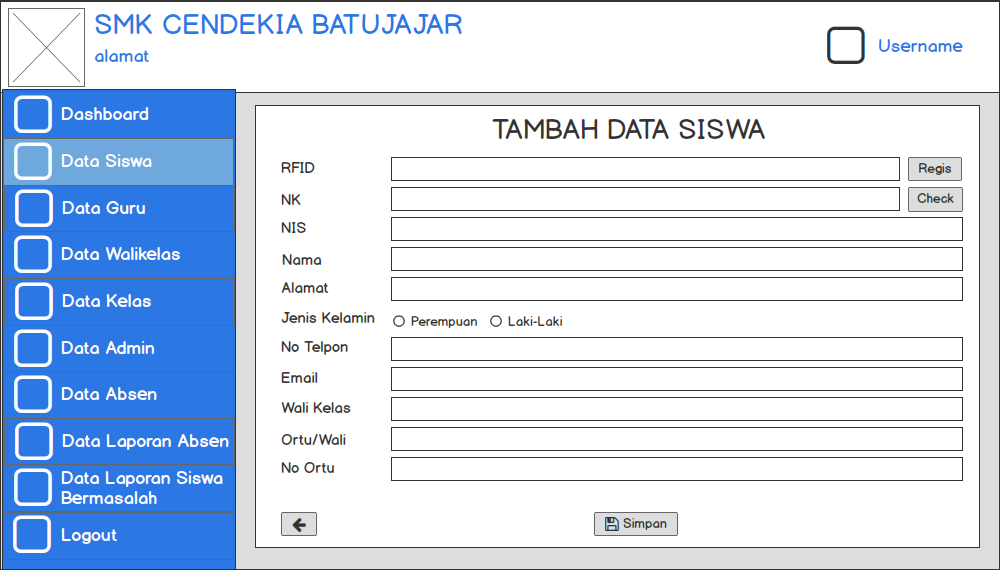 SMK CENDEKIA BATUJAJAR
alamat
Username
Dashboard
Data Siswa
Data Guru
Data Walikelas
Data Kelas
Data Admin
Data Absen
Data Laporan Absen
Data Laporan Siswa
Bermasalah
Logout
TAMBAH DATA SISWA
RFID
Regis
NK
Check
NIS
Nama
Alamat
Jenis Kelamin
Perempuan
Laki-Laki
No Telpon
Email
Wali Kelas
Ortu/Wali
No Ortu
Simpan